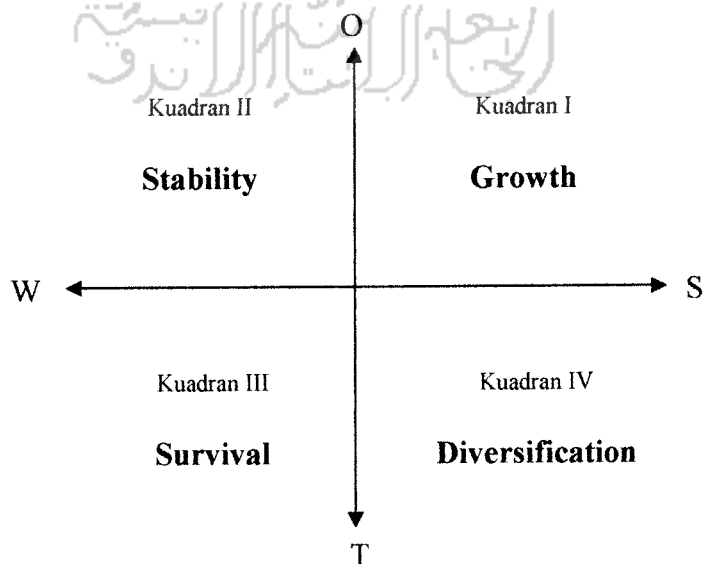 O
Kuadran II Kuadran I
Stability Growth
W S
Kuadran III Kuadran IV
Survival Diversification
T